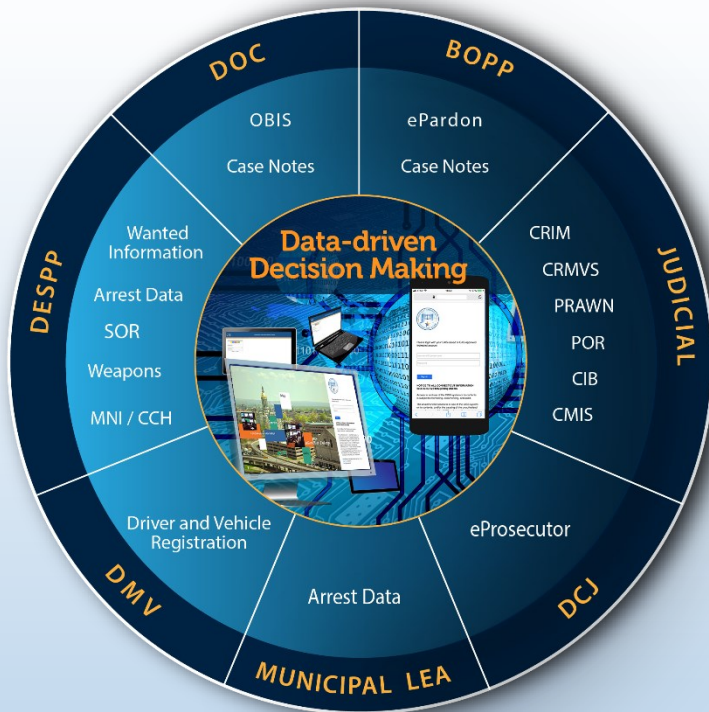 DOC
OBIS
Case Notes
BOPP
ePardon
Case Notes
JUDICIAL
CRIM
CRMVS
PRAWN
POR
CIB
CMIS
DCJ
eProsecutor
MUNICIPAL LEA
Arrest Data
DMV
Driver and Vehicle
Registration
DESPP
Wanted
Information
Arrest Data
SOR
Weapons
MNI / CCH
Data-driven
Decision Making